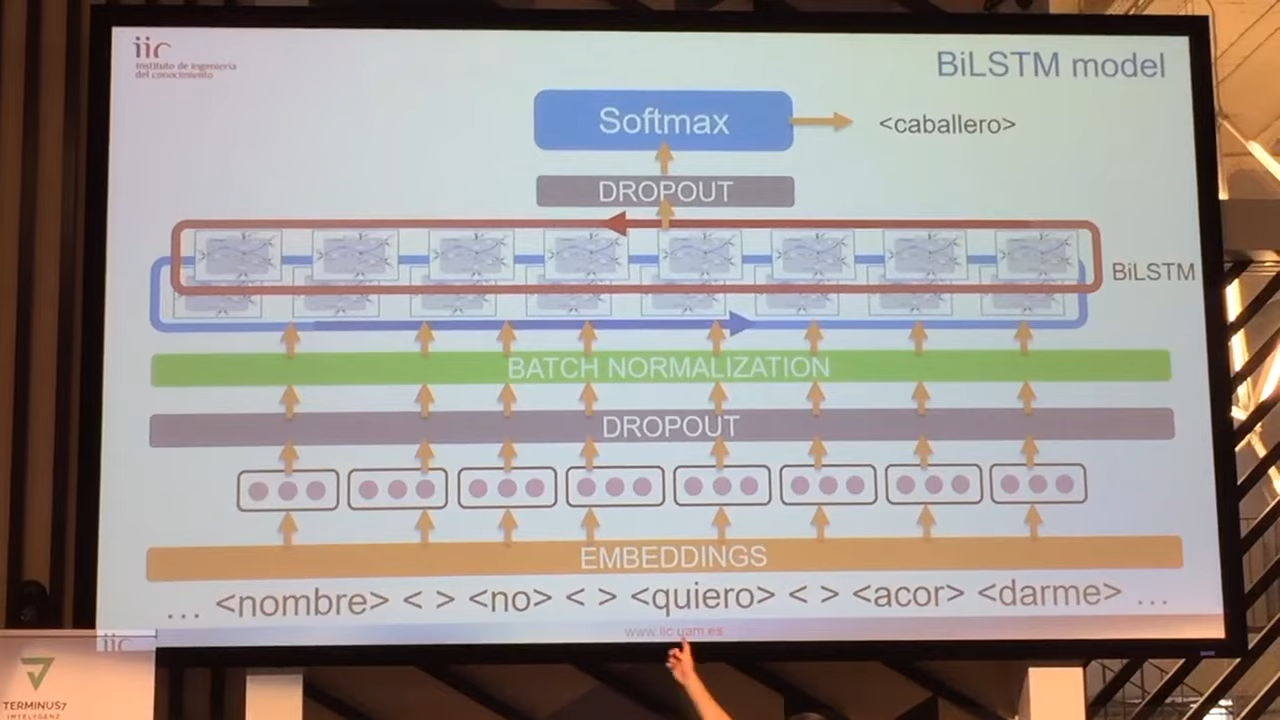 iic
instituto de ingeniería
del conocimiento
BiLSTM model
Softmax
<caballero>
DROPOUT
BiLSTM
BATCH NORMALIZATION
DROPOUT
EMBEDDINGS
... <nombre> < > <no> < > <quiero> < > <acor> <darme> ...
www.iic.uam.es
iic
TERMINUS7
INTELYGENZ